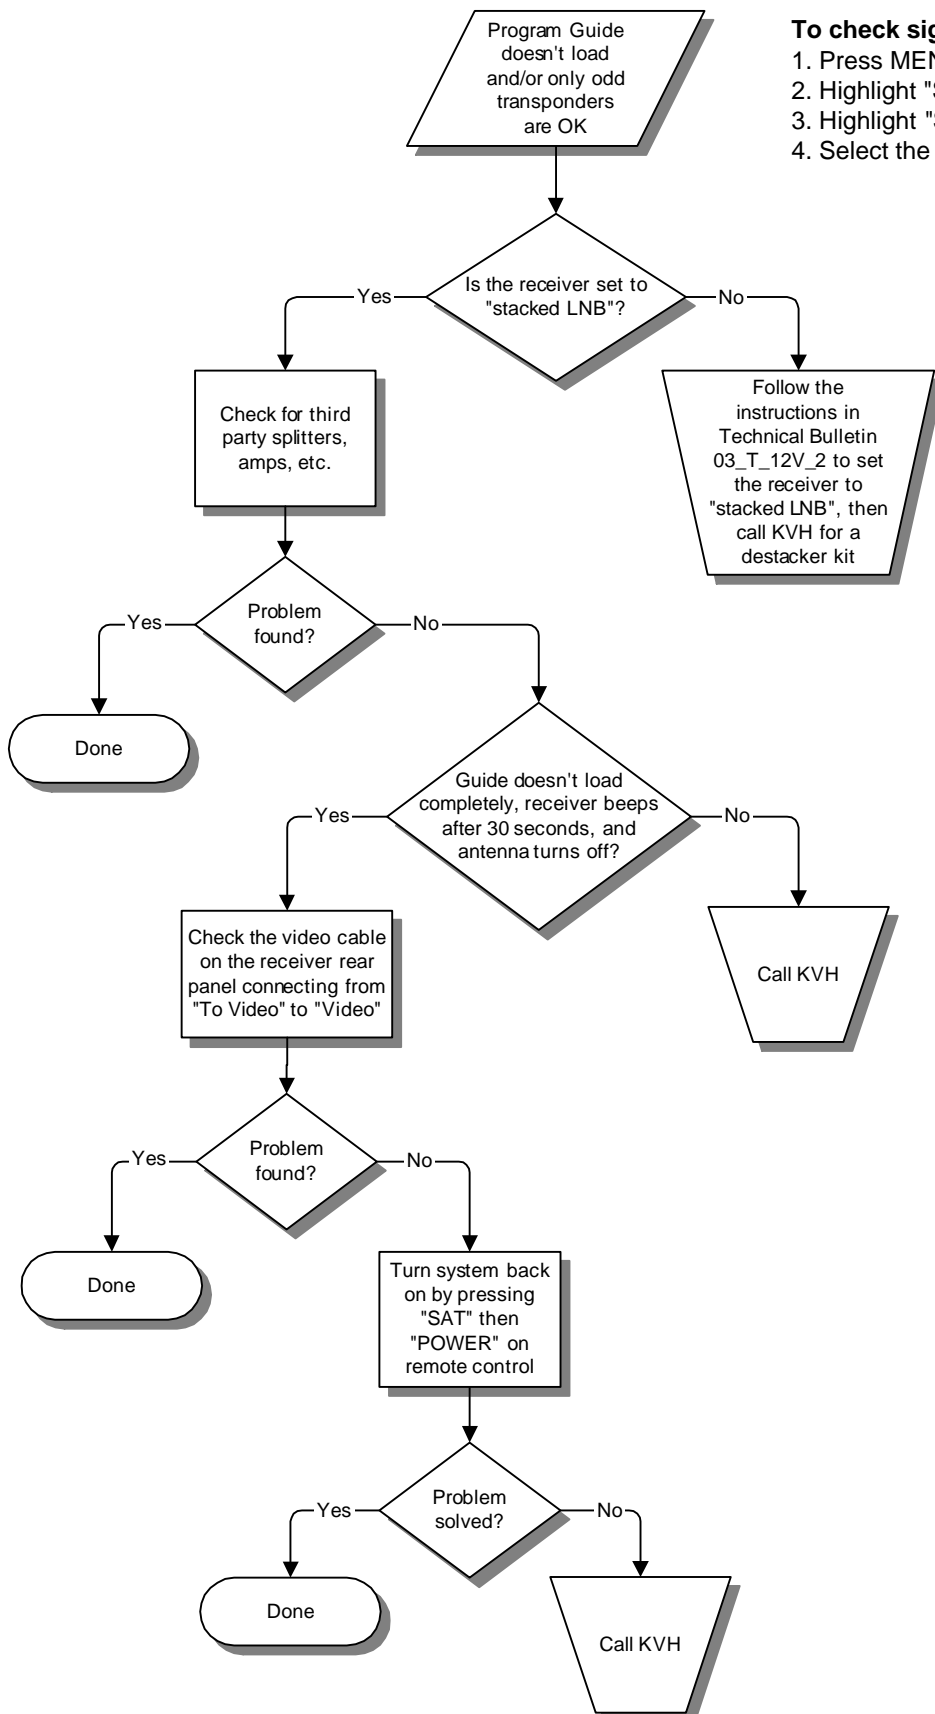 Program Guide
doesn't load
and/or only odd
transponders
are OK
To check sig
1. Press MEN
2. Highlight "S
3. Highlight "S
4. Select the
Is the receiver set to
"stacked LNB"?
Yes
No
Check for third
party splitters,
amps, etc.
Follow the
instructions in
Technical Bulletin
03_T_12V_2 to set
the receiver to
"stacked LNB", then
call KVH for a
destacker kit
Problem
found?
Yes
No
Done
Guide doesn't load
completely, receiver beeps
after 30 seconds, and
antenna turns off?
Yes
No
Check the video cable
on the receiver rear
panel connecting from
"To Video" to "Video"
Call KVH
Problem
found?
Yes
No
Done
Turn system back
on by pressing
"SAT" then
"POWER" on
remote control
Problem
solved?
Yes
No
Done
Call KVH